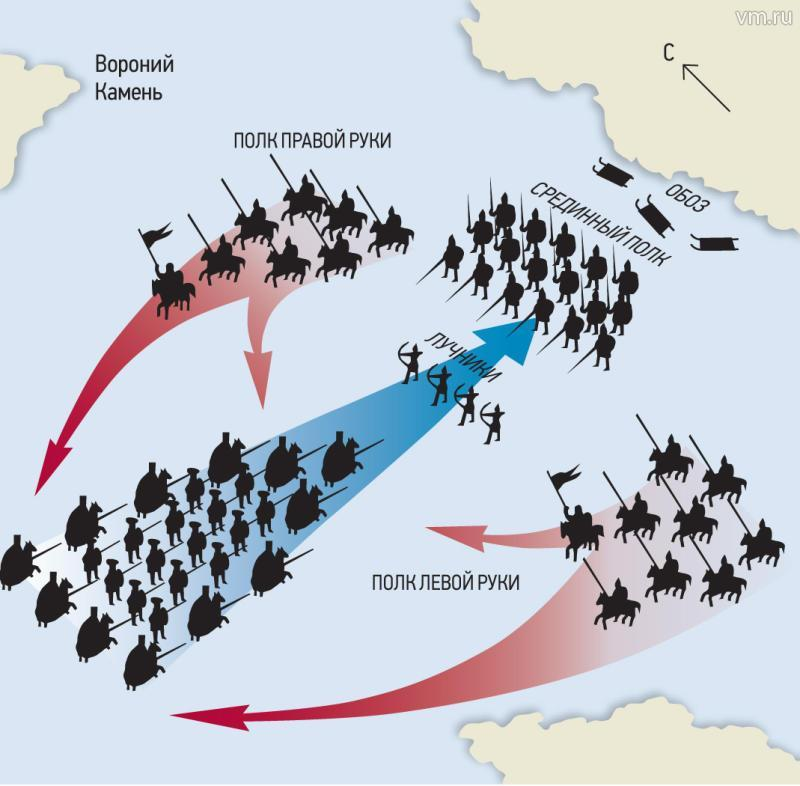 vm.ru
С
Вороний
Камень
ПОЛК ПРАВОЙ РУКИ
ОБОЗ
СРЕДИННЫЙ ПОЛК
ЛУЧНИКИ
ПОЛК ЛЕВОЙ РУКИ